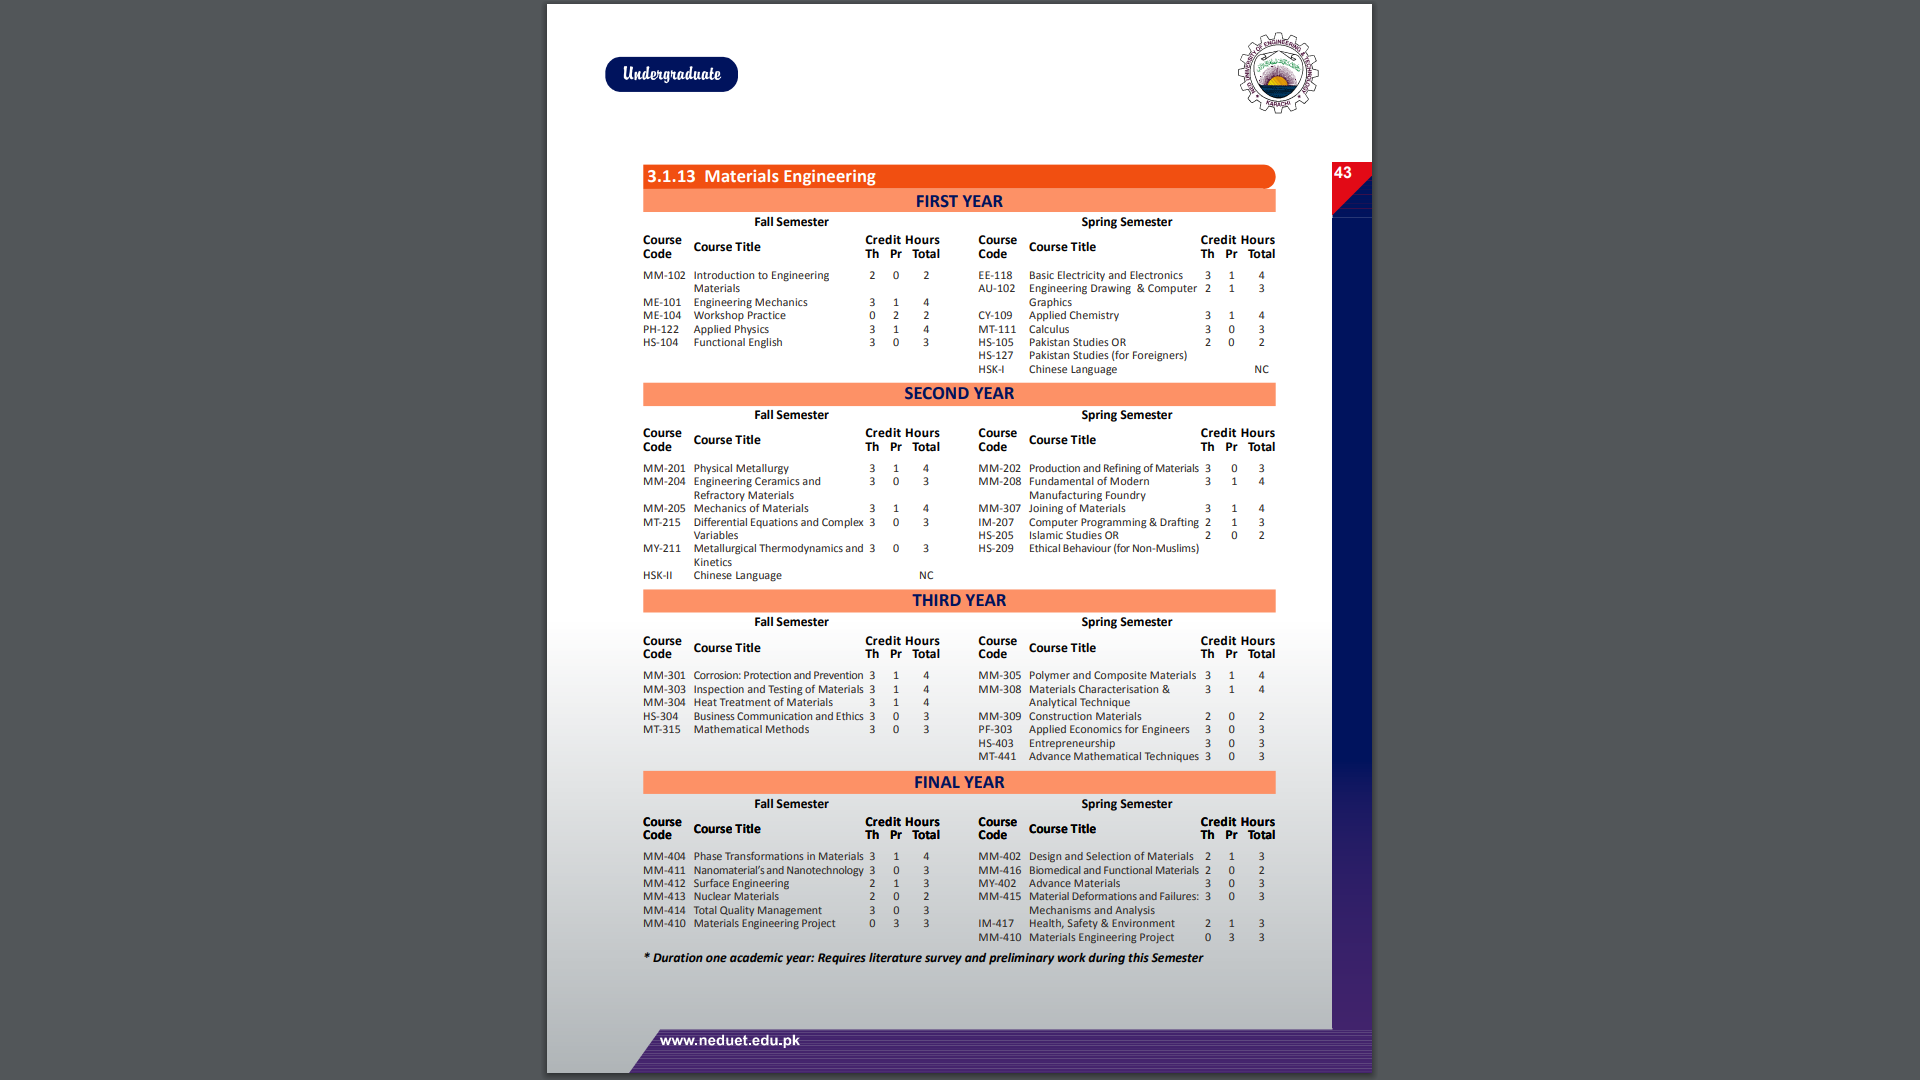 Undergraduate
NED UNIVERSITY OF ENGINEERING & TECHNOLOGY
KARACHI
43
3.1.13 Materials Engineering
FIRST YEAR
Fall Semester
Course Code Course Title Credit Hours Th Pr Total
MM-102 Introduction to Engineering 2 0 2
Materials
ME-101 Engineering Mechanics 3 1 4
ME-104 Workshop Practice 0 2 2
PH-122 Applied Physics 3 1 4
HS-104 Functional English 3 0 3
Spring Semester
Course Code Course Title Credit Hours Th Pr Total
EE-118 Basic Electricity and Electronics 3 1 4
AU-102 Engineering Drawing & Computer 2 1 3
Graphics
CY-109 Applied Chemistry 3 1 4
MT-111 Calculus 3 0 3
HS-105 Pakistan Studies OR 2 0 2
HS-127 Pakistan Studies (for Foreigners)
HSK-I Chinese Language NC
SECOND YEAR
Fall Semester
Course Code Course Title Credit Hours Th Pr Total
MM-201 Physical Metallurgy 3 1 4
MM-204 Engineering Ceramics and 3 0 3
Refractory Materials
MM-205 Mechanics of Materials 3 1 4
MT-215 Differential Equations and Complex 3 0 3
Variables
MY-211 Metallurgical Thermodynamics and 3 0 3
Kinetics
HSK-II Chinese Language NC
Spring Semester
Course Code Course Title Credit Hours Th Pr Total
MM-202 Production and Refining of Materials 3 0 3
MM-208 Fundamental of Modern 3 1 4
Manufacturing Foundry
MM-307 Joining of Materials 3 1 4
IM-207 Computer Programming & Drafting 2 1 3
HS-205 Islamic Studies OR 2 0 2
HS-209 Ethical Behaviour (for Non-Muslims)
THIRD YEAR
Fall Semester
Course Code Course Title Credit Hours Th Pr Total
MM-301 Corrosion: Protection and Prevention 3 1 4
MM-303 Inspection and Testing of Materials 3 1 4
MM-304 Heat Treatment of Materials 3 1 4
HS-304 Business Communication and Ethics 3 0 3
MT-315 Mathematical Methods 3 0 3
Spring Semester
Course Code Course Title Credit Hours Th Pr Total
MM-305 Polymer and Composite Materials 3 1 4
MM-308 Materials Characterisation & 3 1 4
Analytical Technique
MM-309 Construction Materials 2 0 2
PF-303 Applied Economics for Engineers 3 0 3
HS-403 Entrepreneurship 3 0 3
MT-441 Advance Mathematical Techniques 3 0 3
FINAL YEAR
Fall Semester
Course Code Course Title Credit Hours Th Pr Total
MM-404 Phase Transformations in Materials 3 1 4
MM-411 Nanomaterial's and Nanotechnology 3 0 3
MM-412 Surface Engineering 2 1 3
MM-413 Nuclear Materials 2 0 2
MM-414 Total Quality Management 3 0 3
MM-410 Materials Engineering Project 0 3 3
Spring Semester
Course Code Course Title Credit Hours Th Pr Total
MM-402 Design and Selection of Materials 2 1 3
MM-416 Biomedical and Functional Materials 2 0 2
MY-402 Advance Materials 3 0 3
MM-415 Material Deformations and Failures: 3 0 3
Mechanisms and Analysis
IM-417 Health, Safety & Environment 2 1 3
MM-410 Materials Engineering Project 0 3 3
* Duration one academic year: Requires literature survey and preliminary work during this Semester
www.neduet.edu.pk